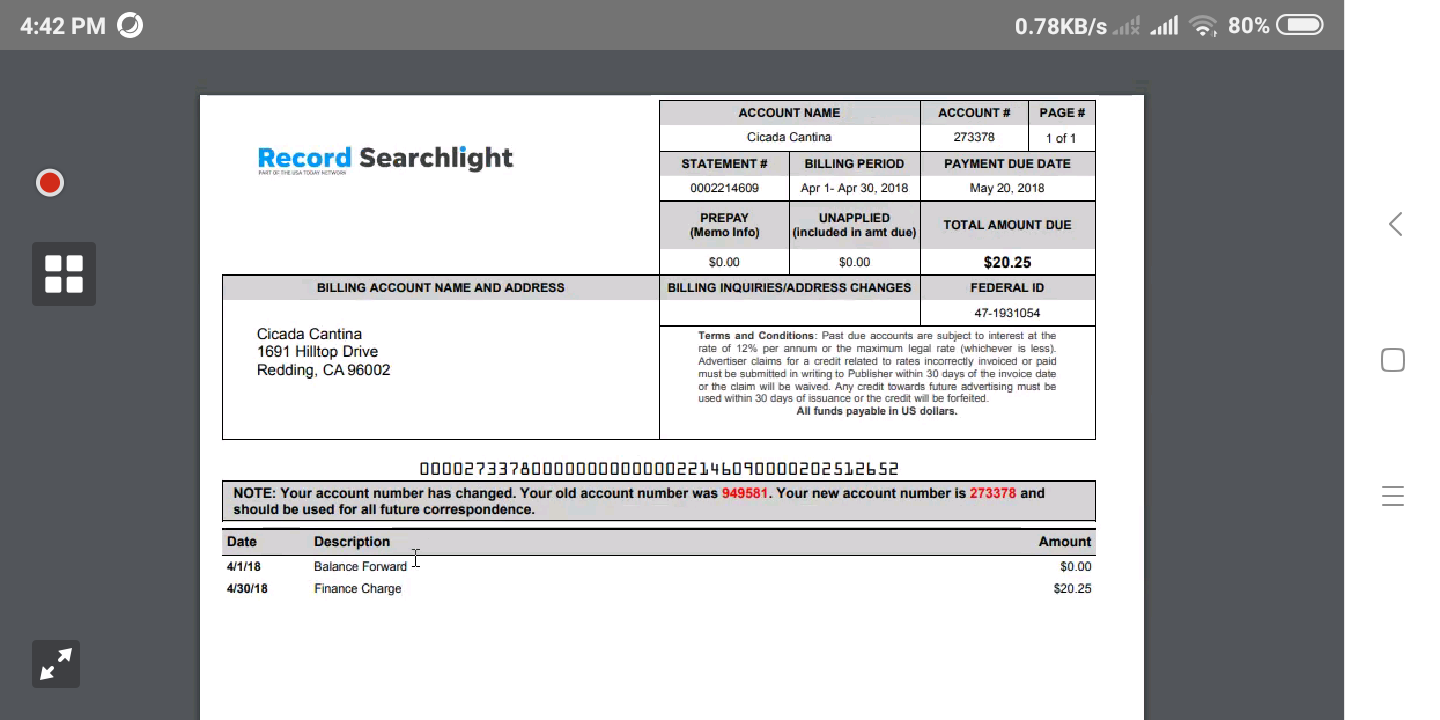 4:42 PM
0.78KB/s
80%
Record Searchlight
PART OF THE USA TODAY NETWORK
ACCOUNT NAME ACCOUNT # PAGE #
Cicada Cantina 273378 1 of 1
STATEMENT # BILLING PERIOD PAYMENT DUE DATE
0002214609 Apr 1- Apr 30, 2018 May 20, 2018
PREPAY
(Memo Info)
UNAPPLIED
(included in amt due)
TOTAL AMOUNT DUE
$0.00 $0.00 $20.25
BILLING ACCOUNT NAME AND ADDRESS BILLING INQUIRIES/ADDRESS CHANGES FEDERAL ID
47-1931054
Cicada Cantina
1691 Hilltop Drive
Redding, CA 96002
Terms and Conditions: Past due accounts are subject to interest at the
rate of 12% per annum or the maximum legal rate (whichever is less).
Advertiser claims for a credit related to rates incorrectly invoiced or paid
must be submitted in writing to Publisher within 30 days of the invoice date
or the claim will be waived. Any credit towards future advertising must be
used within 30 days of issuance or the credit will be forfeited.
All funds payable in US dollars.
00002733780000000000000221460900002025126​52
NOTE: Your account number has changed. Your old account number was 949581. Your new account number is 273378 and
should be used for all future correspondence.
Date Description Amount
4/1/18 Balance Forward $0.00
4/30/18 Finance Charge $20.25